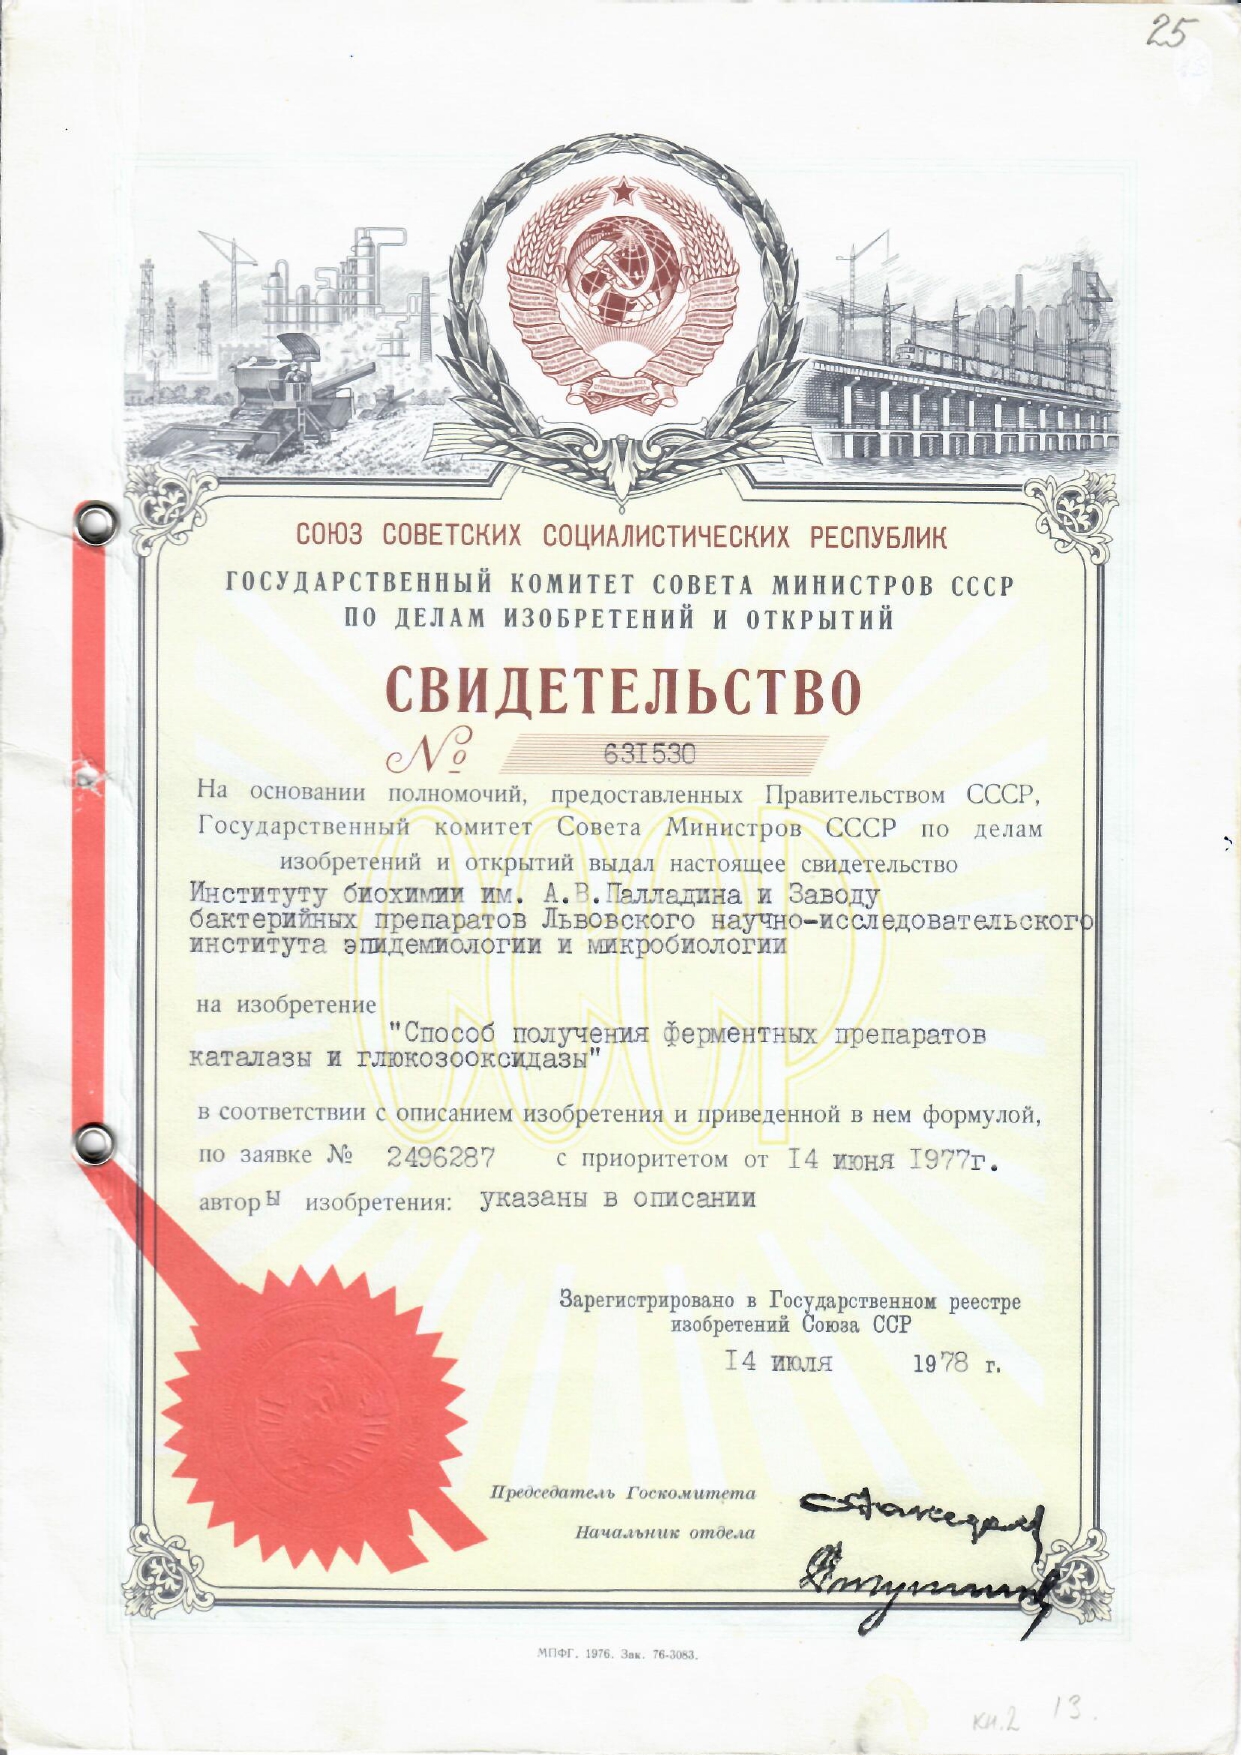 25
СОЮЗ СОВЕТСКИХ СОЦИАЛИСТИЧЕСКИХ РЕСПУБЛИК
ГОСУДАРСТВЕННЫЙ КОМИТЕТ СОВЕТА МИНИСТРОВ СССР
ПО ДЕЛАМ ИЗОБРЕТЕНИЙ И ОТКРЫТИЙ
СВИДЕТЕЛЬСТВО
№ 631530
На основании полномочий, предоставленных Правительством СССР,
Государственный комитет Совета Министров СССР по делам
изобретений и открытий выдал настоящее свидетельство
Институту биохимии им. А.В.Палладина и Заводу
бактерийных препаратов Львовского научно-исследовательского
института эпидемиологии и микробиологии
на изобретение
"Способ получения ферментных препаратов
каталазы и глюкозооксидазы"
в соответствии с описанием изобретения и приведенной в нем формулой,
по заявке № 2496287 с приоритетом от 14 июня 1977г.
авторы изобретения: указаны в описании
Зарегистрировано в Государственном реестре
изобретений Союза ССР
14 июля 1978 г.
Председатель Госкомитета
Начальник отдела
МПФГ. 1976. Зак. 76-3083.
кн.2 13.
СССР